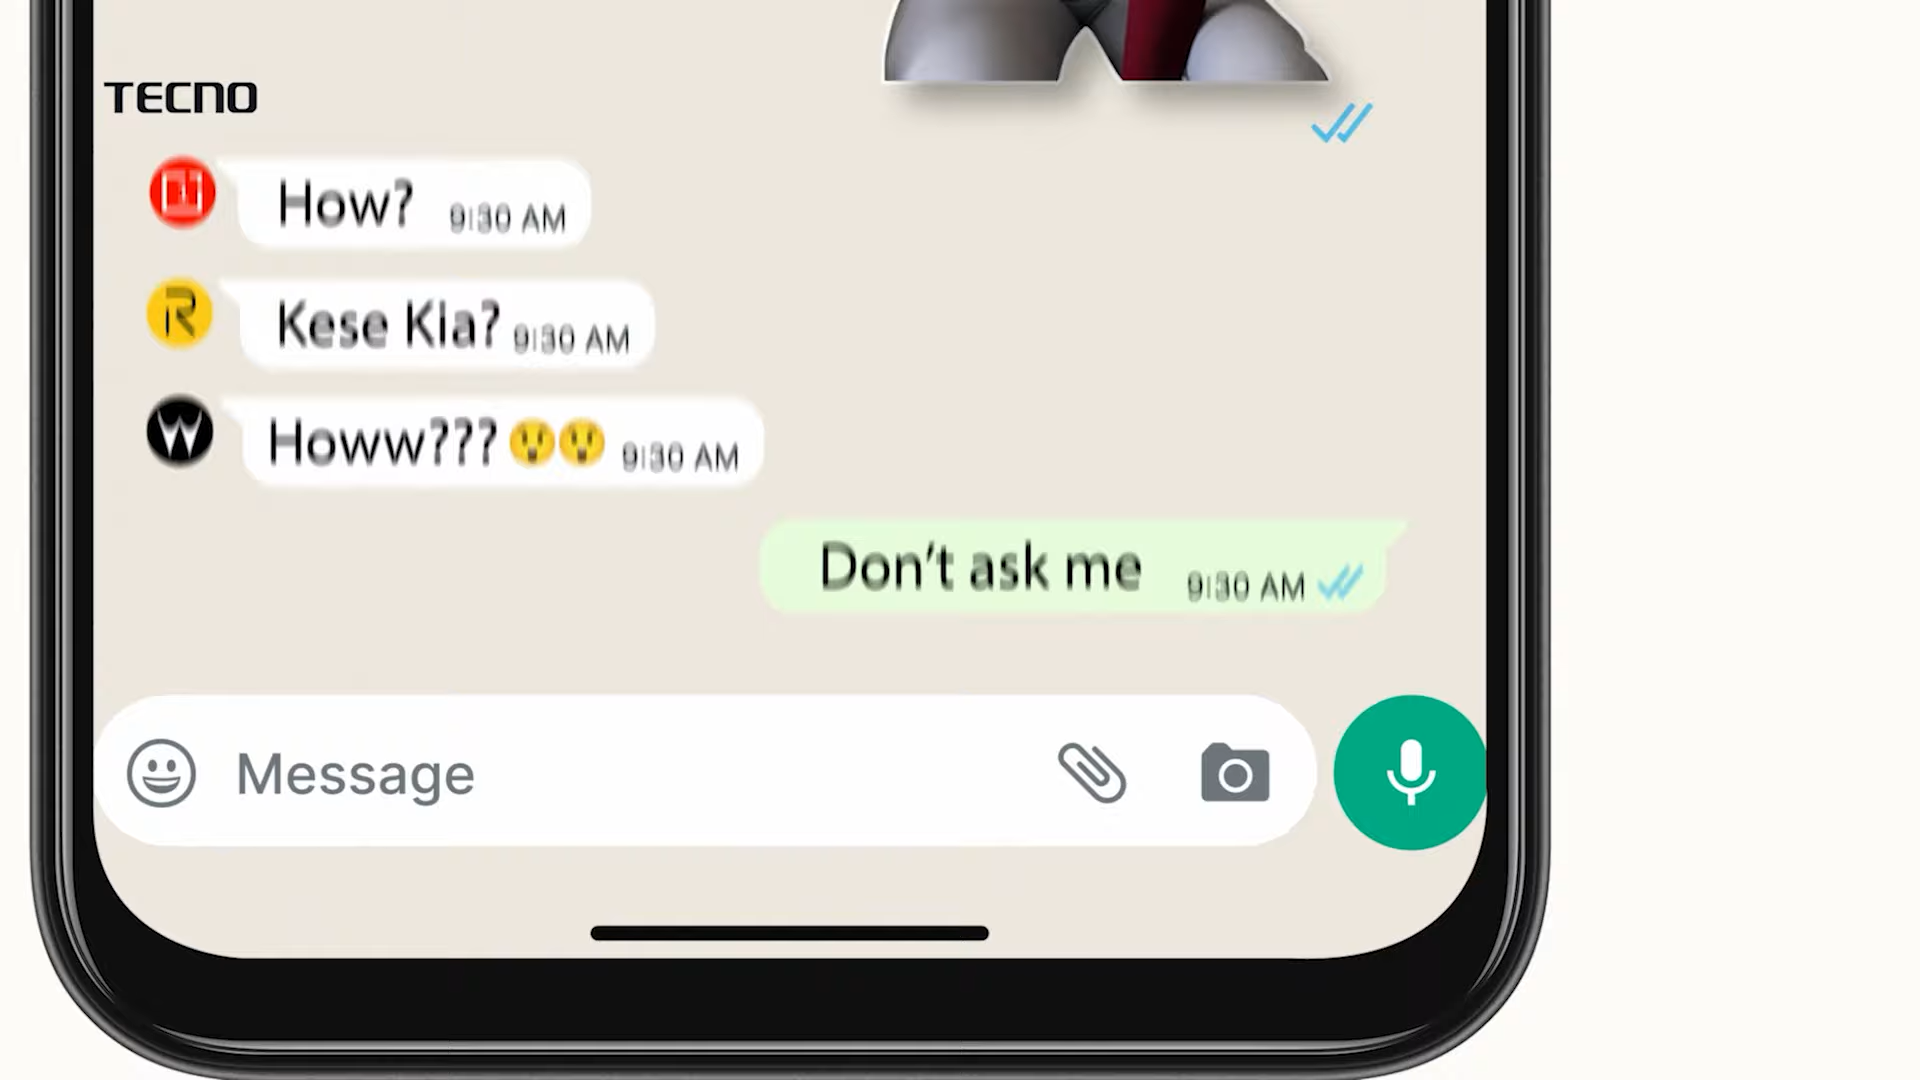 TECNO
How? 9:30 AM
R
Kese Kia? 9:30 AM
W
Howw??? 😲😲 9:30 AM
Don't ask me 9:30 AM
Message